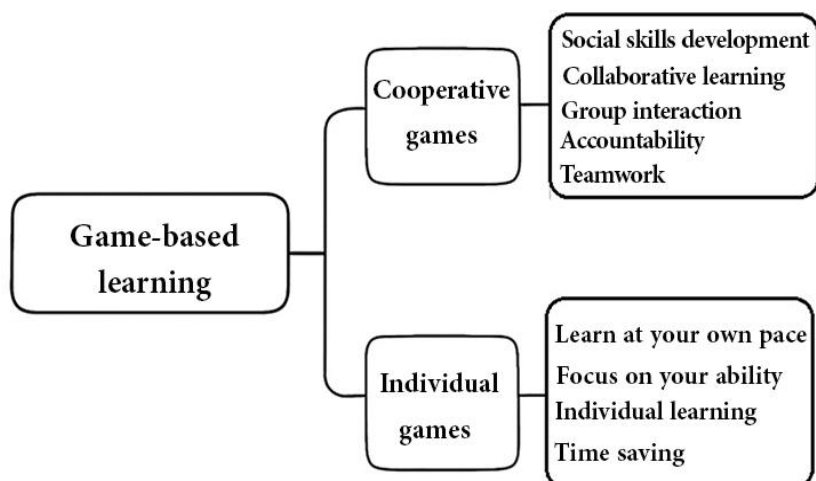 Game-based
learning
Cooperative
games
Social skills development
Collaborative learning
Group interaction
Accountability
Teamwork
Individual
games
Learn at your own pace
Focus on your ability
Individual learning
Time saving